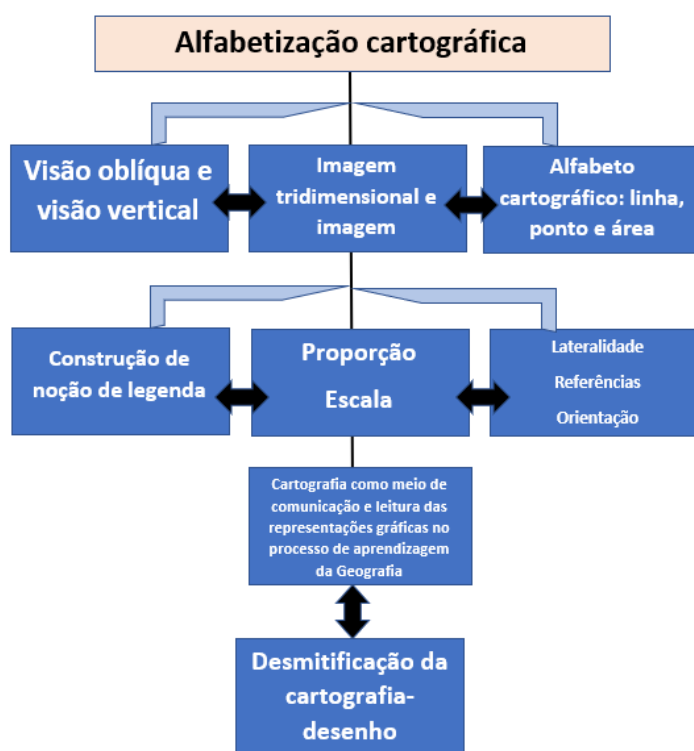 Alfabetização cartográfica
Visão oblíqua e
visão vertical
Imagem
tridimensional e
imagem
Alfabeto
cartográfico: linha,
ponto e área
Construção de
noção de legenda
Proporção
Escala
Lateralidade
Referências
Orientação
Cartografia como meio de
comunicação e leitura das
representações gráficas no
processo de aprendizagem
da Geografia
Desmitificação da
cartografia-
desenho